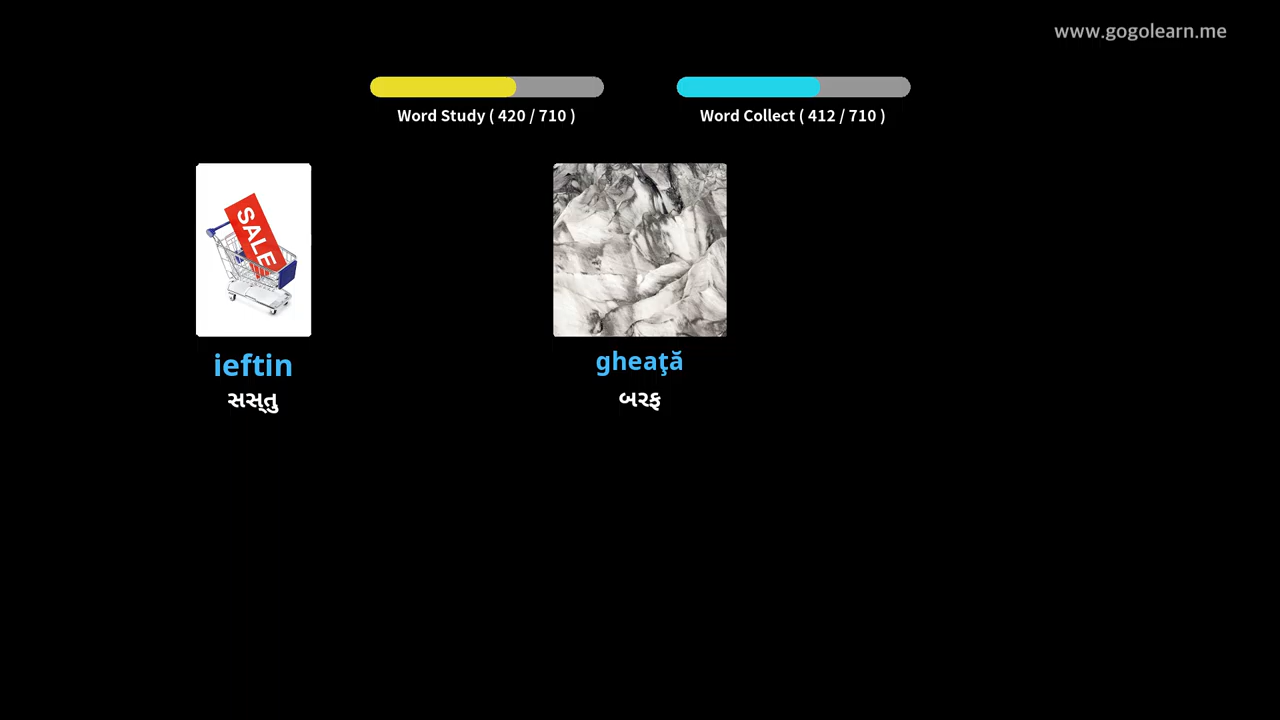 www.gogolearn.me
Word Study ( 420 / 710 )
Word Collect ( 412 / 710 )
SALE
ieftin
gheaţă
સસ્તુ
બરફ